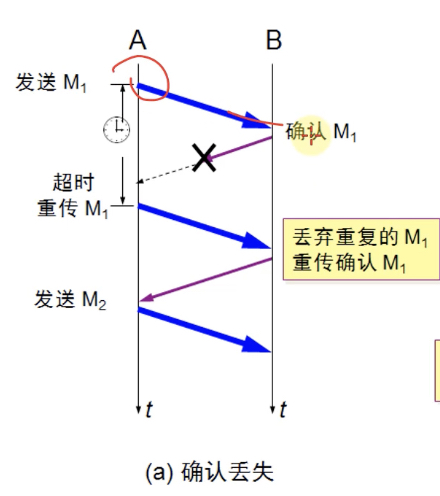 A B
发送 M₁
确认 M₁
超时
重传 M₁
丢弃重复的 M₁
重传确认 M₁
发送 M₂
t t
(a) 确认丢失